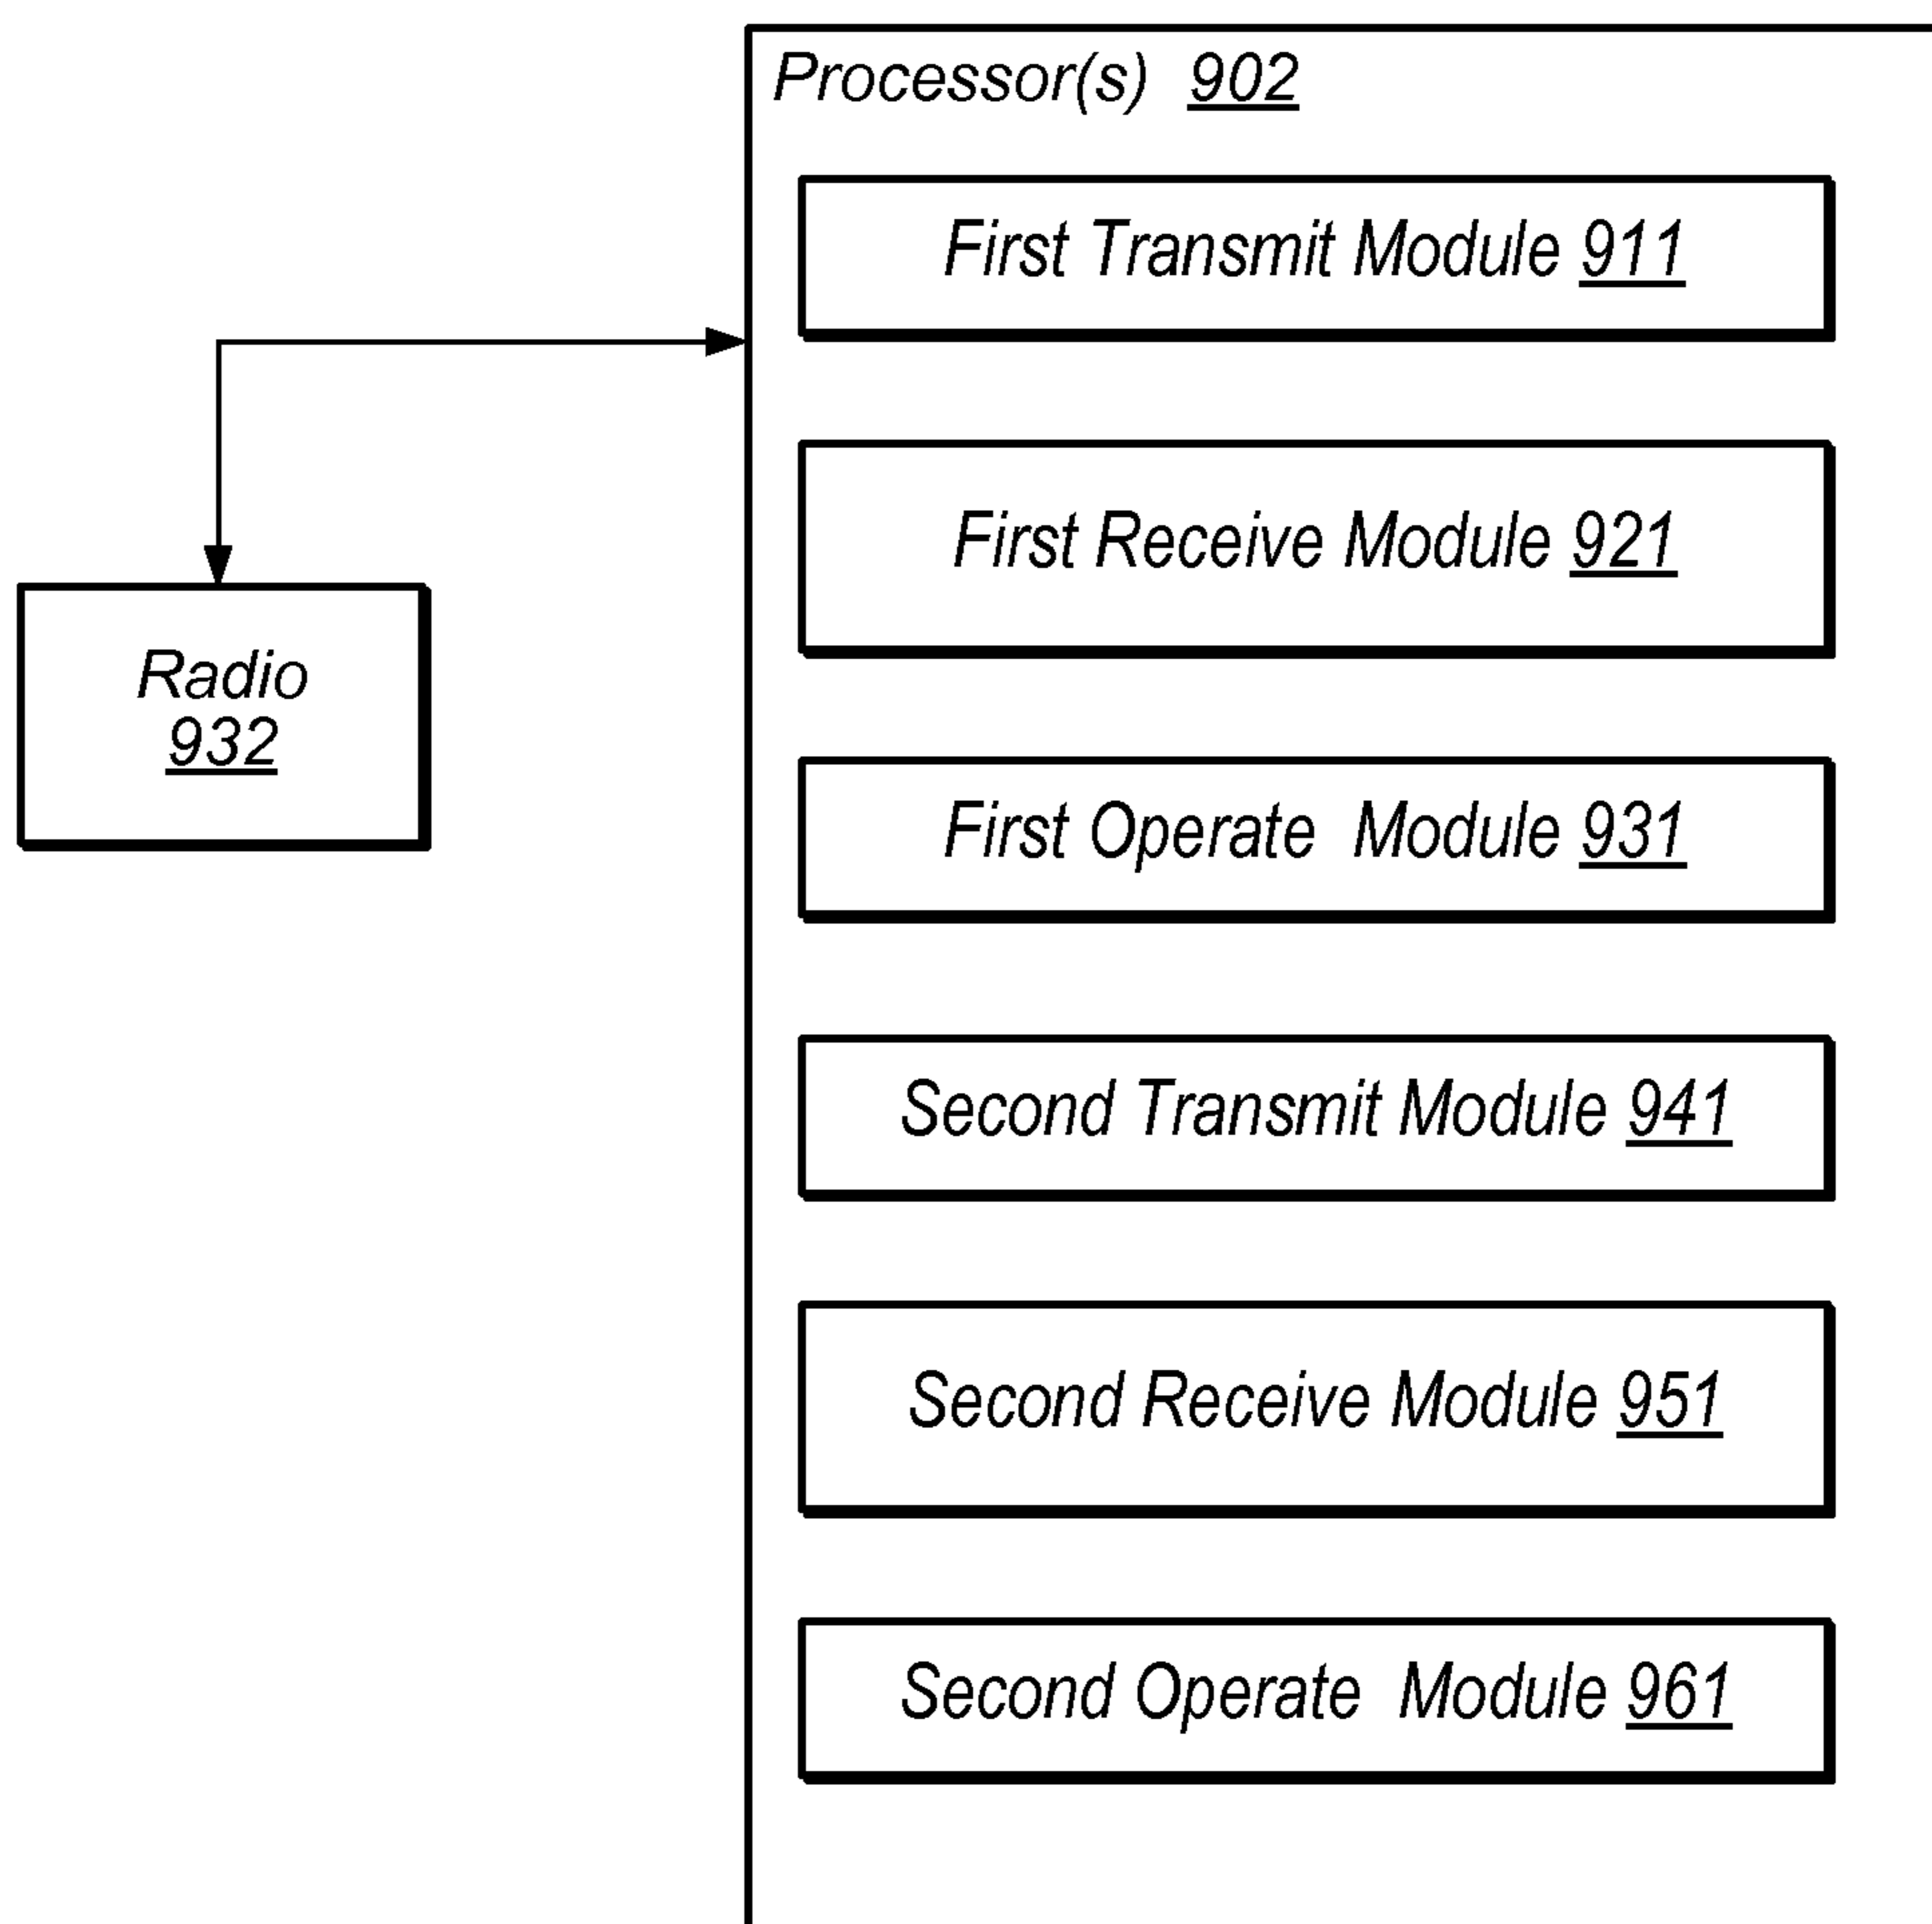 Processor(s) 902
First Transmit Module 911
First Receive Module 921
Radio
932
First Operate Module 931
Second Transmit Module 941
Second Receive Module 951
Second Operate Module 961